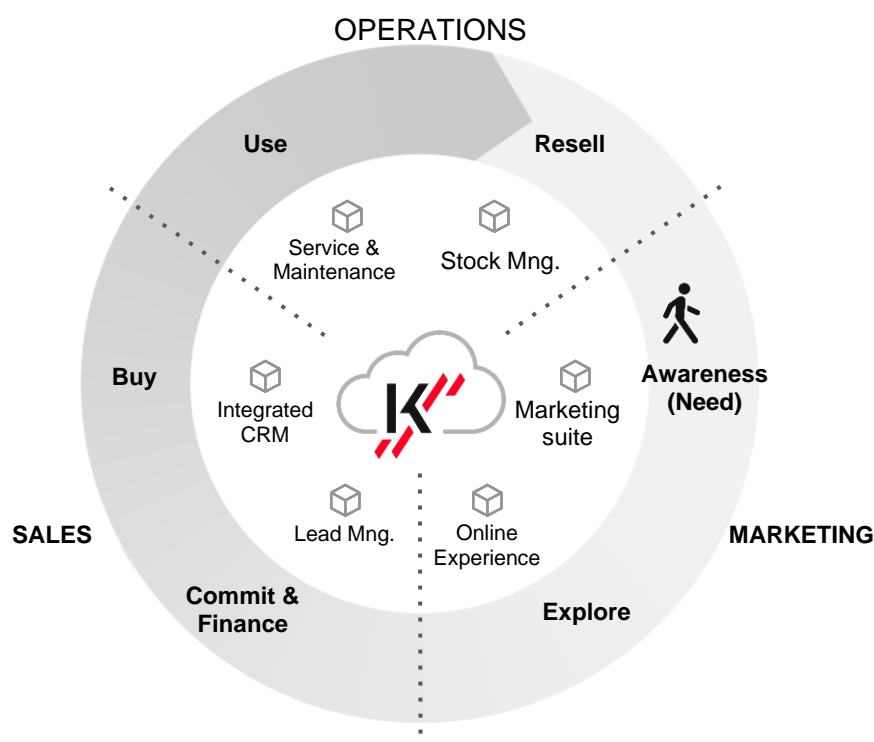 OPERATIONS
Use
Resell
Service &
Maintenance
Stock Mng.
Buy
Integrated
CRM
K
Marketing
suite
Awareness
(Need)
SALES
Lead Mng.
Online
Experience
MARKETING
Commit &
Finance
Explore